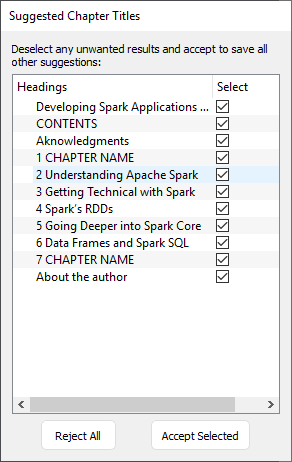 Suggested Chapter Titles
Deselect any unwanted results and accept to save all
other suggestions:
Headings Select
Developing Spark Applications ...
CONTENTS
Aknowledgments
1 CHAPTER NAME
2 Understanding Apache Spark
3 Getting Technical with Spark
4 Spark's RDDs
5 Going Deeper into Spark Core
6 Data Frames and Spark SQL
7 CHAPTER NAME
About the author
Reject All Accept Selected